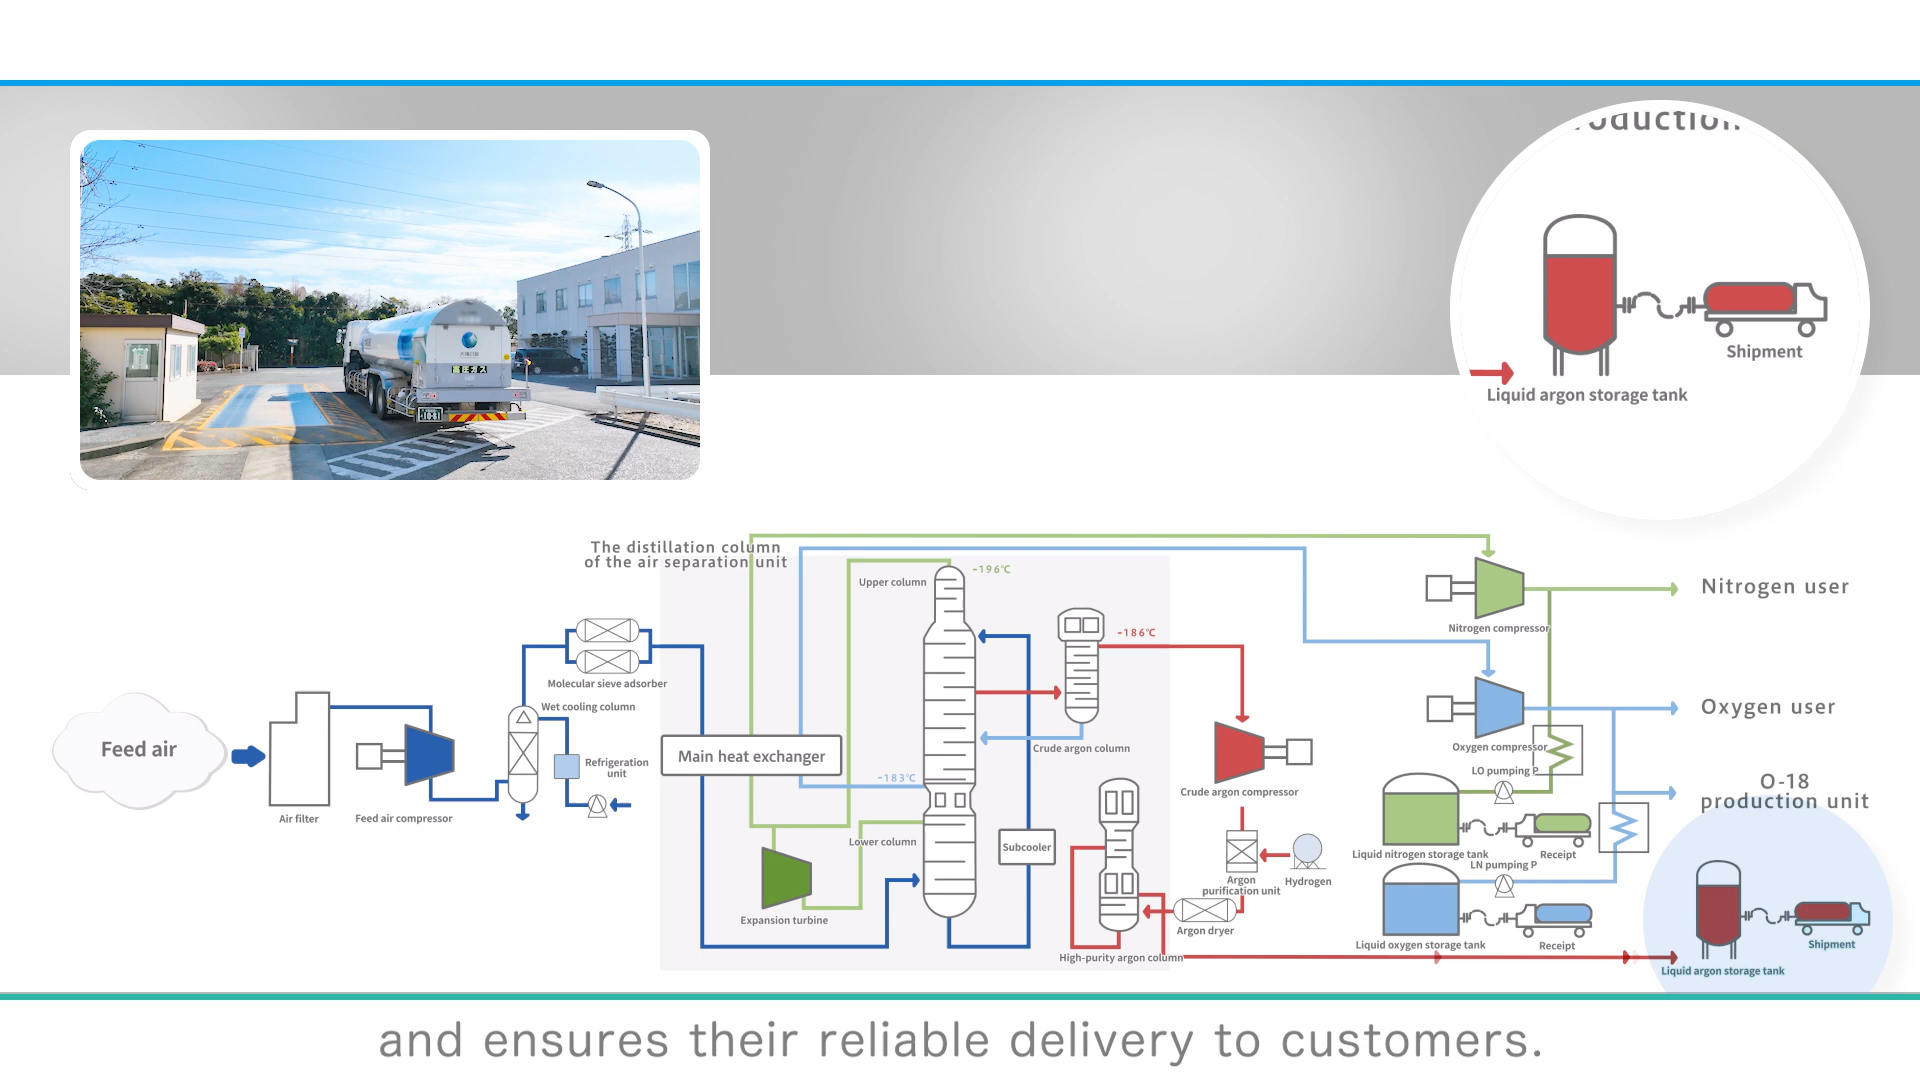 oduction
Shipment
Liquid argon storage tank
高圧ガス
The distillation column
of the air separation unit
Upper column
-196℃
-186℃
Nitrogen user
Nitrogen compressor
Molecular sieve adsorber
Wet cooling column
Feed air
Main heat exchanger
Refrigeration
unit
Crude argon column
-183℃
Oxygen user
Oxygen compressor
LO pumping P
O-18
production unit
Air filter
Feed air compressor
Crude argon compressor
Lower column
Subcooler
Liquid nitrogen storage tank
Receipt
LN pumping P
Argon
purification unit
Hydrogen
Expansion turbine
Argon dryer
Liquid oxygen storage tank
Receipt
High-purity argon column
Shipment
Liquid argon storage tank
and ensures their reliable delivery to customers.